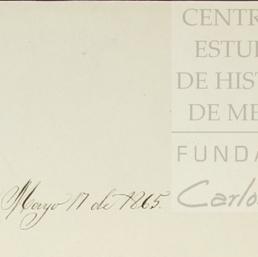 CENTR
ESTU
DE HIST
DE ME
FUNDA
Carlo
Mayo 17 de 1865.